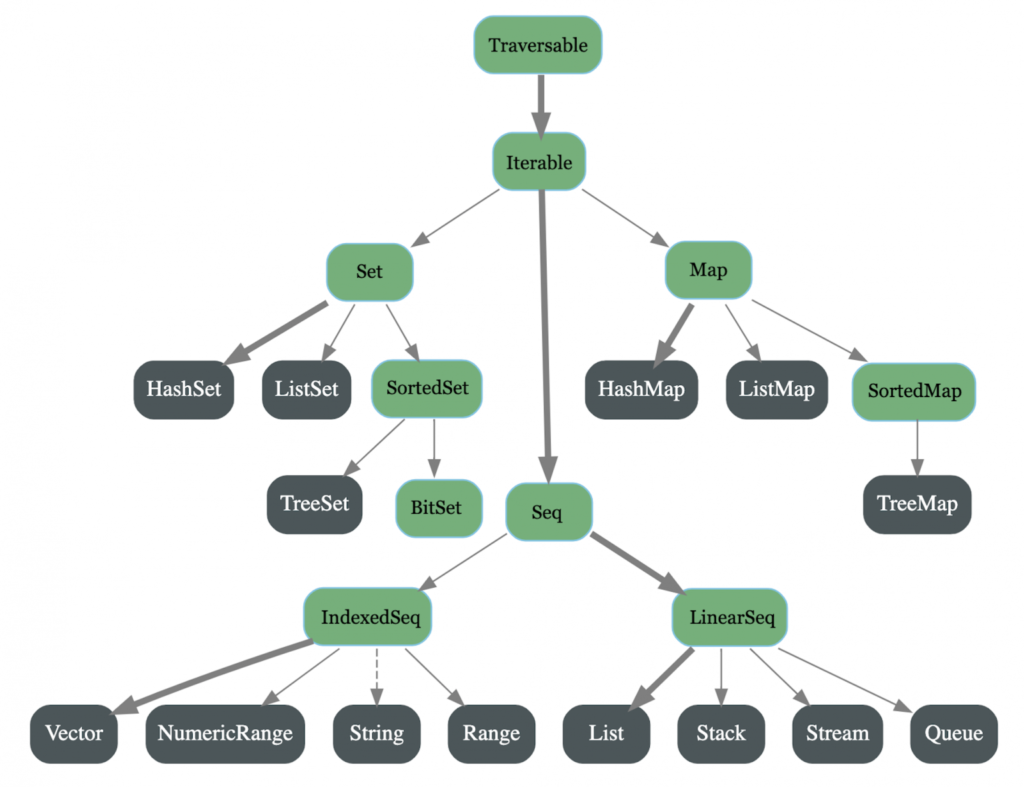 Traversable
Iterable
Set
Map
HashSet
ListSet
SortedSet
HashMap
ListMap
SortedMap
TreeSet
BitSet
Seq
TreeMap
IndexedSeq
LinearSeq
Vector
NumericRange
String
Range
List
Stack
Stream
Queue